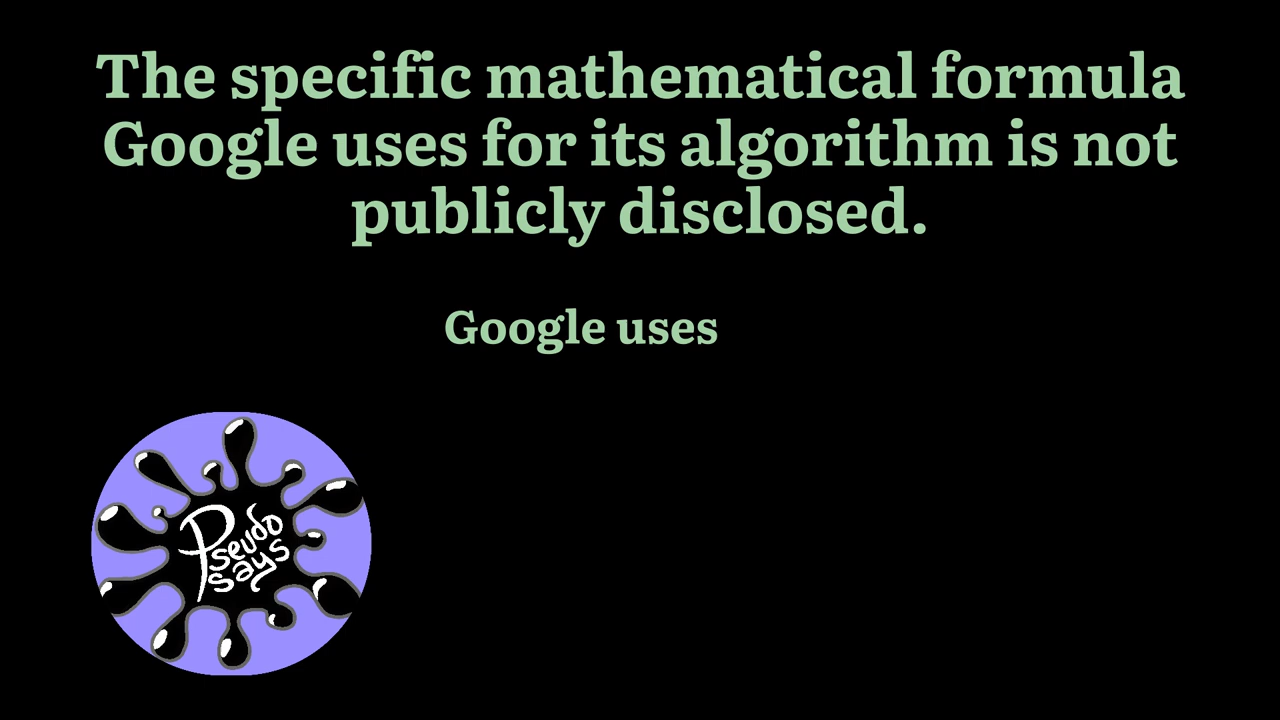 The specific mathematical formula
Google uses for its algorithm is not
publicly disclosed.
Google uses
Pseudo
says